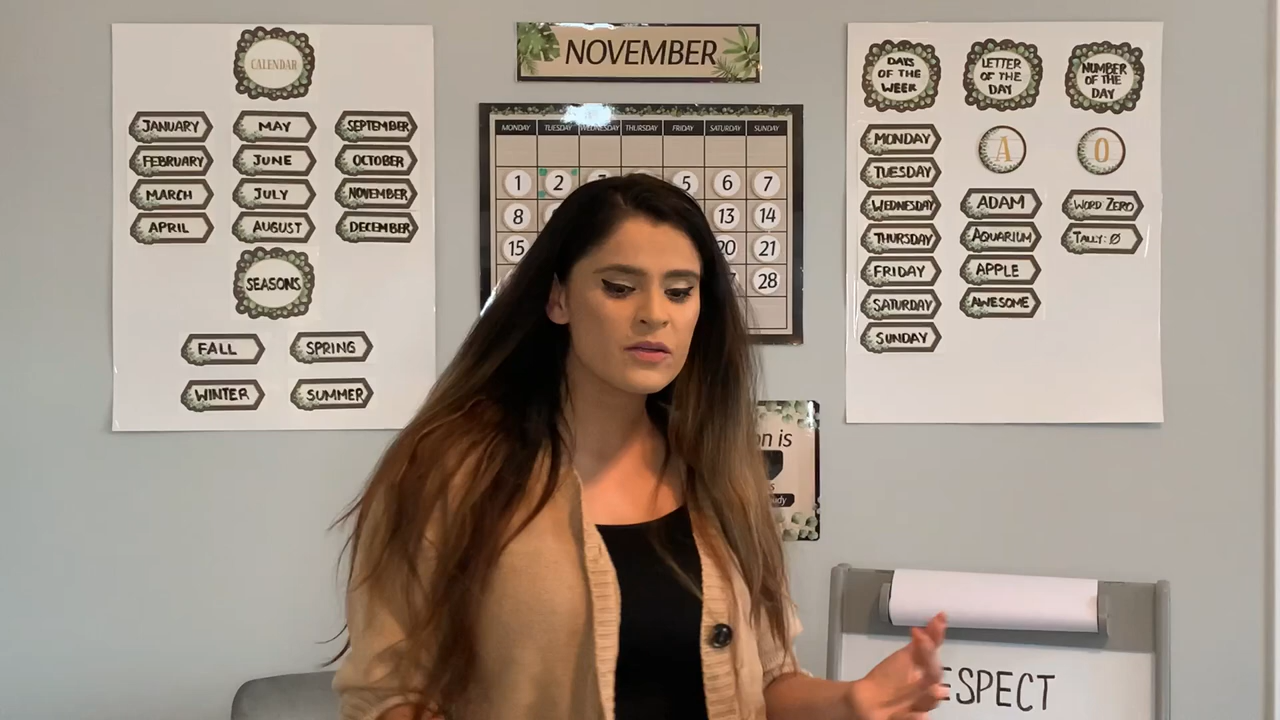 CALENDAR
JANUARY
FEBRUARY
MARCH
APRIL
MAY
JUNE
JULY
AUGUST
SEPTEMBER
OCTOBER
NOVEMBER
DECEMBER
SEASONS
FALL
SPRING
WINTER
SUMMER
NOVEMBER
MONDAY TUESDAY WEDNESDAY THURSDAY FRIDAY SATURDAY SUNDAY
1 2 5 6 7
8 13 14
15 20 21
28
on is
DAYS
OF THE
WEEK
MONDAY
TUESDAY
WEDNESDAY
THURSDAY
FRIDAY
SATURDAY
SUNDAY
LETTER
OF THE
DAY
A
ADAM
AQUARIUM
APPLE
AWESOME
NUMBER
OF THE
DAY
0
WORD ZERO
TALLY: Ø
ESPECT